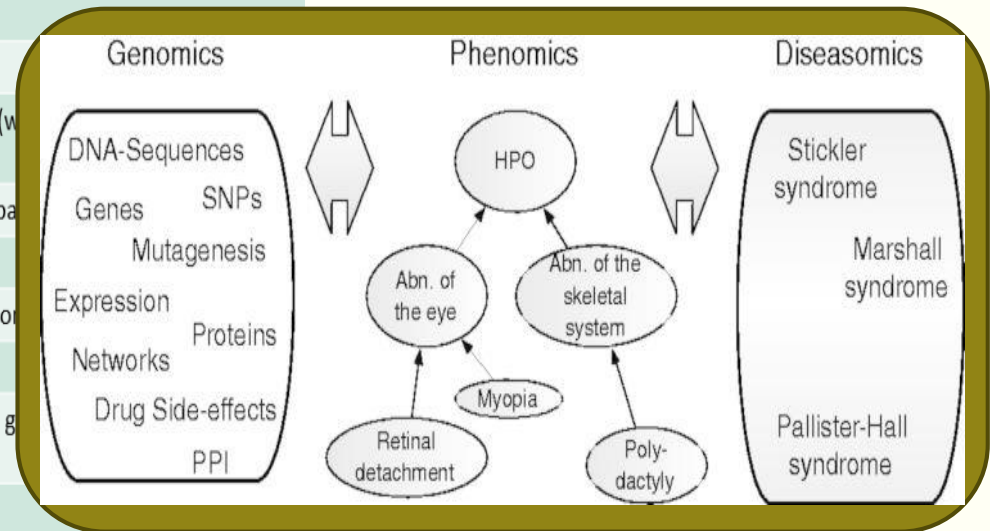 Genomics
DNA-Sequences
SNPs
Genes
Mutagenesis
Expression
Proteins
Networks
Drug Side-effects
PPI
Phenomics
HPO
Abn. of
the eye
Abn. of the
skeletal
system
Myopia
Retinal
detachment
Poly-
dactyly
Diseasomics
Stickler
syndrome
Marshall
syndrome
Pallister-Hall
syndrome